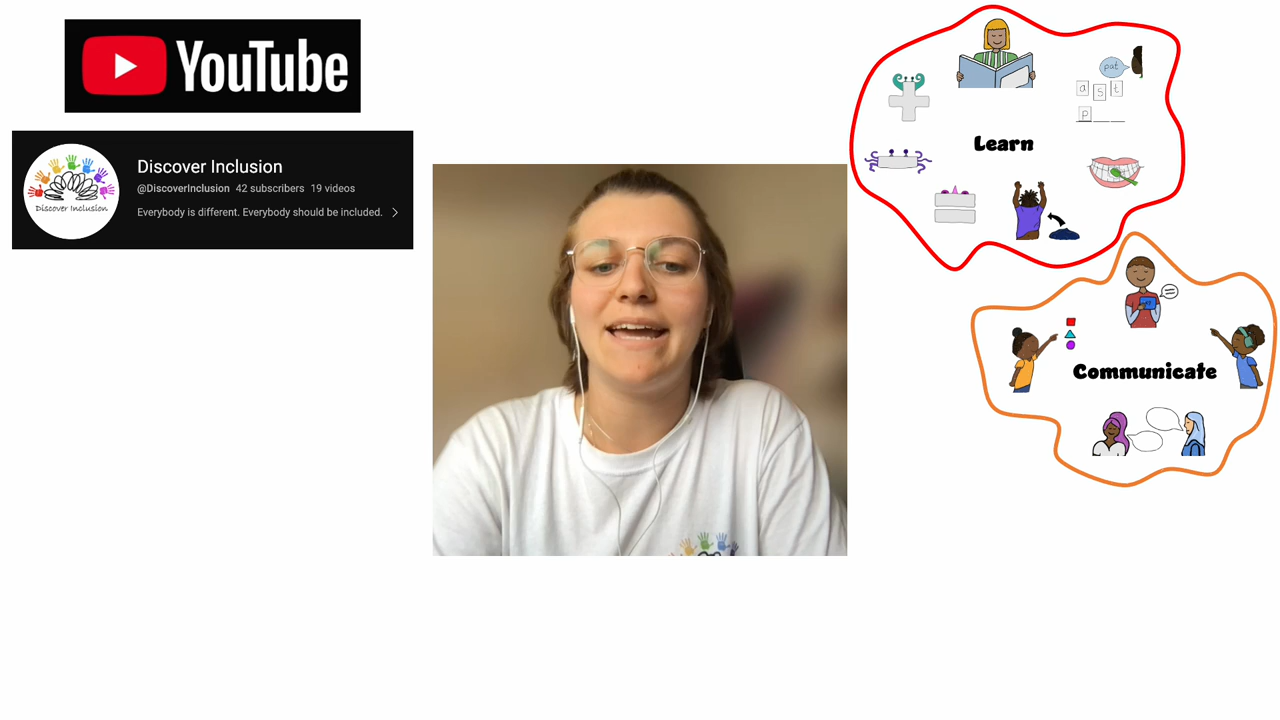 YouTube
Discover Inclusion
@DiscoverInclusion 42 subscribers 19 videos
Everybody is different. Everybody should be included.
Discover Inclusion
pat
a s t
p
Learn
Communicate